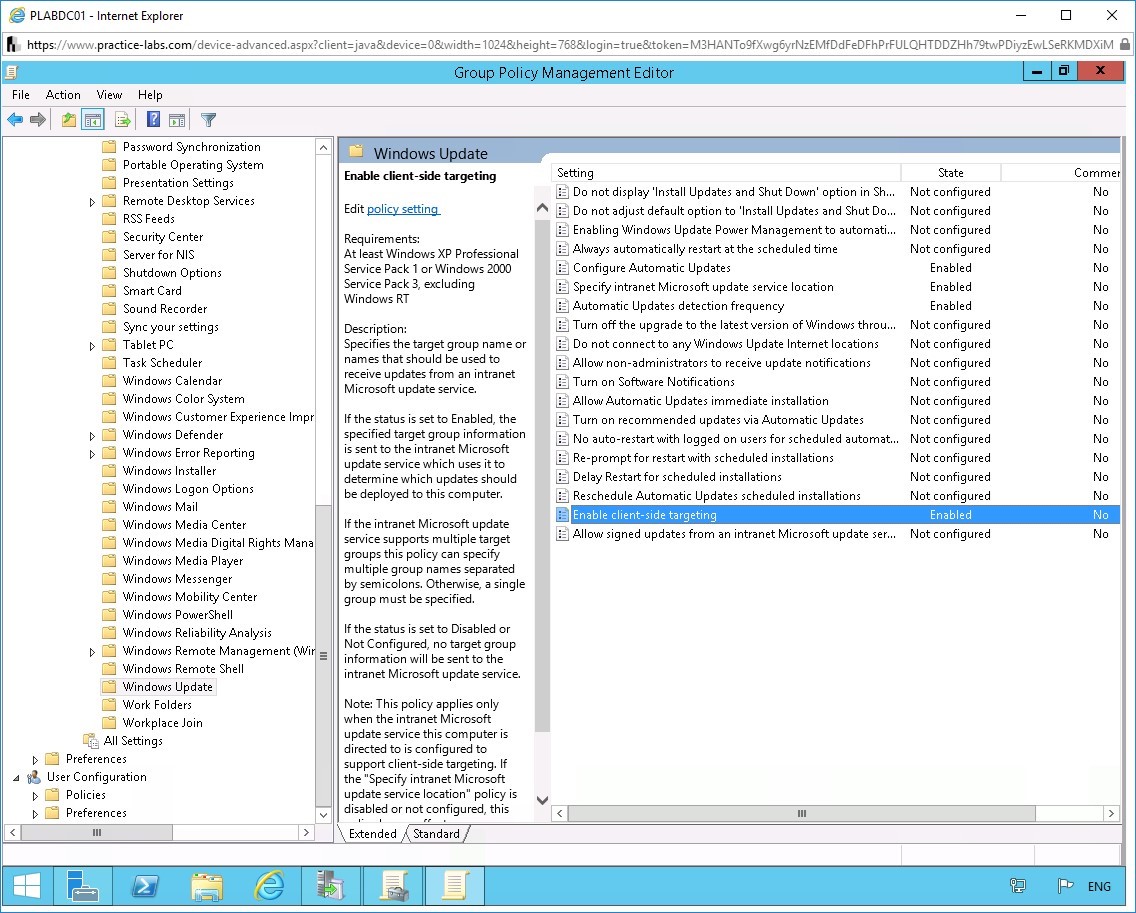 PLABDC01 - Internet Explorer
https://www.practice-labs.com/device-advanced.aspx?client=java&device=0&width=1024&height=768&login=true&token=M3HANTo9fXwg6yrNzEMfDdFeDFhPrFULQHTDDZHh79twPDiyzEwLSeRKMDXiM
Group Policy Management Editor
File Action View Help
Password Synchronization
Portable Operating System
Presentation Settings
Remote Desktop Services
RSS Feeds
Security Center
Server for NIS
Shutdown Options
Smart Card
Sound Recorder
Sync your settings
Tablet PC
Task Scheduler
Windows Calendar
Windows Color System
Windows Customer Experience Impr
Windows Defender
Windows Error Reporting
Windows Installer
Windows Logon Options
Windows Mail
Windows Media Center
Windows Media Digital Rights Mana
Windows Media Player
Windows Messenger
Windows Mobility Center
Windows PowerShell
Windows Reliability Analysis
Windows Remote Management (Wir
Windows Remote Shell
Windows Update
Work Folders
Workplace Join
All Settings
Preferences
User Configuration
Policies
Preferences
Windows Update
Enable client-side targeting
Edit policy setting
Requirements:
At least Windows XP Professional
Service Pack 1 or Windows 2000
Service Pack 3, excluding
Windows RT
Description:
Specifies the target group name or
names that should be used to
receive updates from an intranet
Microsoft update service.
If the status is set to Enabled, the
specified target group information
is sent to the intranet Microsoft
update service which uses it to
determine which updates should
be deployed to this computer.
If the intranet Microsoft update
service supports multiple target
groups this policy can specify
multiple group names separated
by semicolons. Otherwise, a single
group must be specified.
If the status is set to Disabled or
Not Configured, no target group
information will be sent to the
intranet Microsoft update service.
Note: This policy applies only
when the intranet Microsoft
update service this computer is
directed to is configured to
support client-side targeting. If
the "Specify intranet Microsoft
update service location" policy is
disabled or not configured, this
Setting State Commer
Do not display 'Install Updates and Shut Down' option in Sh... Not configured No
Do not adjust default option to 'Install Updates and Shut Do... Not configured No
Enabling Windows Update Power Management to automati... Not configured No
Always automatically restart at the scheduled time Not configured No
Configure Automatic Updates Enabled No
Specify intranet Microsoft update service location Enabled No
Automatic Updates detection frequency Enabled No
Turn off the upgrade to the latest version of Windows throu... Not configured No
Do not connect to any Windows Update Internet locations Not configured No
Allow non-administrators to receive update notifications Not configured No
Turn on Software Notifications Not configured No
Allow Automatic Updates immediate installation Not configured No
Turn on recommended updates via Automatic Updates Not configured No
No auto-restart with logged on users for scheduled automat... Not configured No
Re-prompt for restart with scheduled installations Not configured No
Delay Restart for scheduled installations Not configured No
Reschedule Automatic Updates scheduled installations Not configured No
Enable client-side targeting Enabled No
Allow signed updates from an intranet Microsoft update ser... Not configured No
Extended Standard
ENG